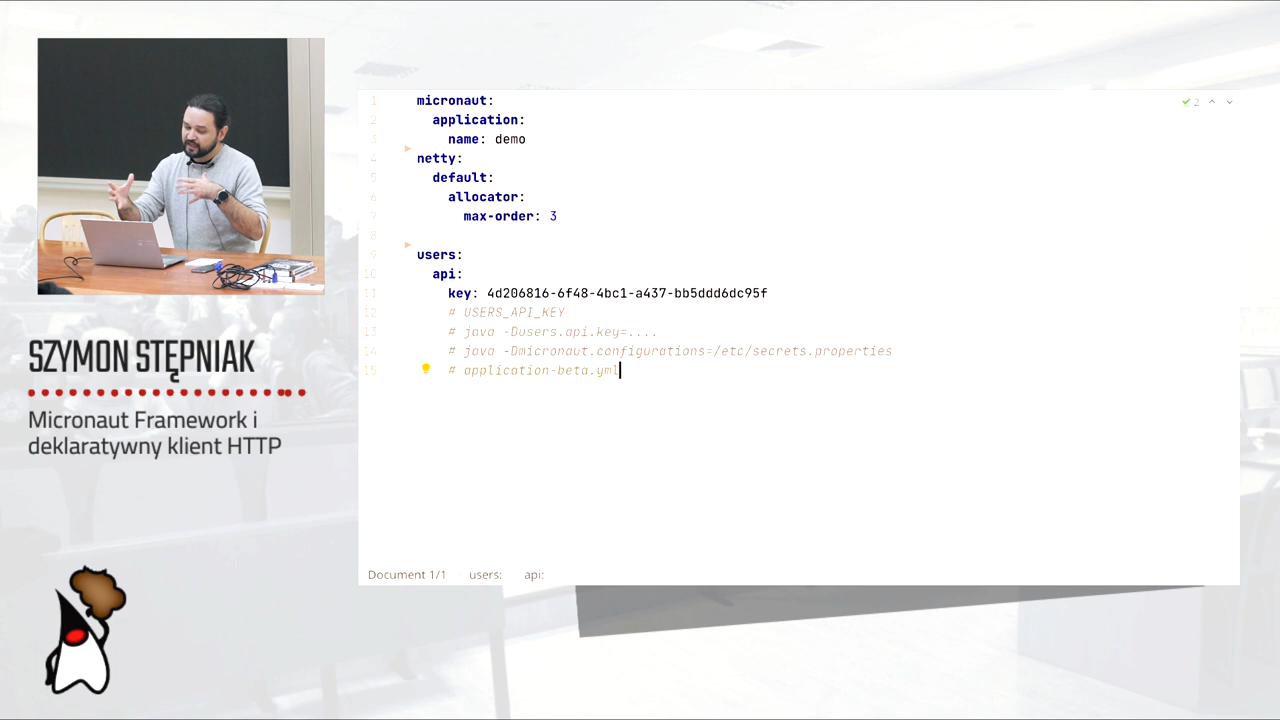 SZYMON STĘPNIAK
Micronaut Framework i
deklaratywny klient HTTP
1 micronaut:
2 application:
3 name: demo
4 netty:
5 default:
6 allocator:
7 max-order: 3
8
9 users:
10 api:
11 key: 4d206816-6f48-4bc1-a437-bb5ddd6dc95f
12 # USERS_API_KEY
13 # java -Dusers.api.key=....
14 # java -Dmicronaut.configurations=/etc/secrets.properties
15 # application-beta.yml
2
Document 1/1 users: api: